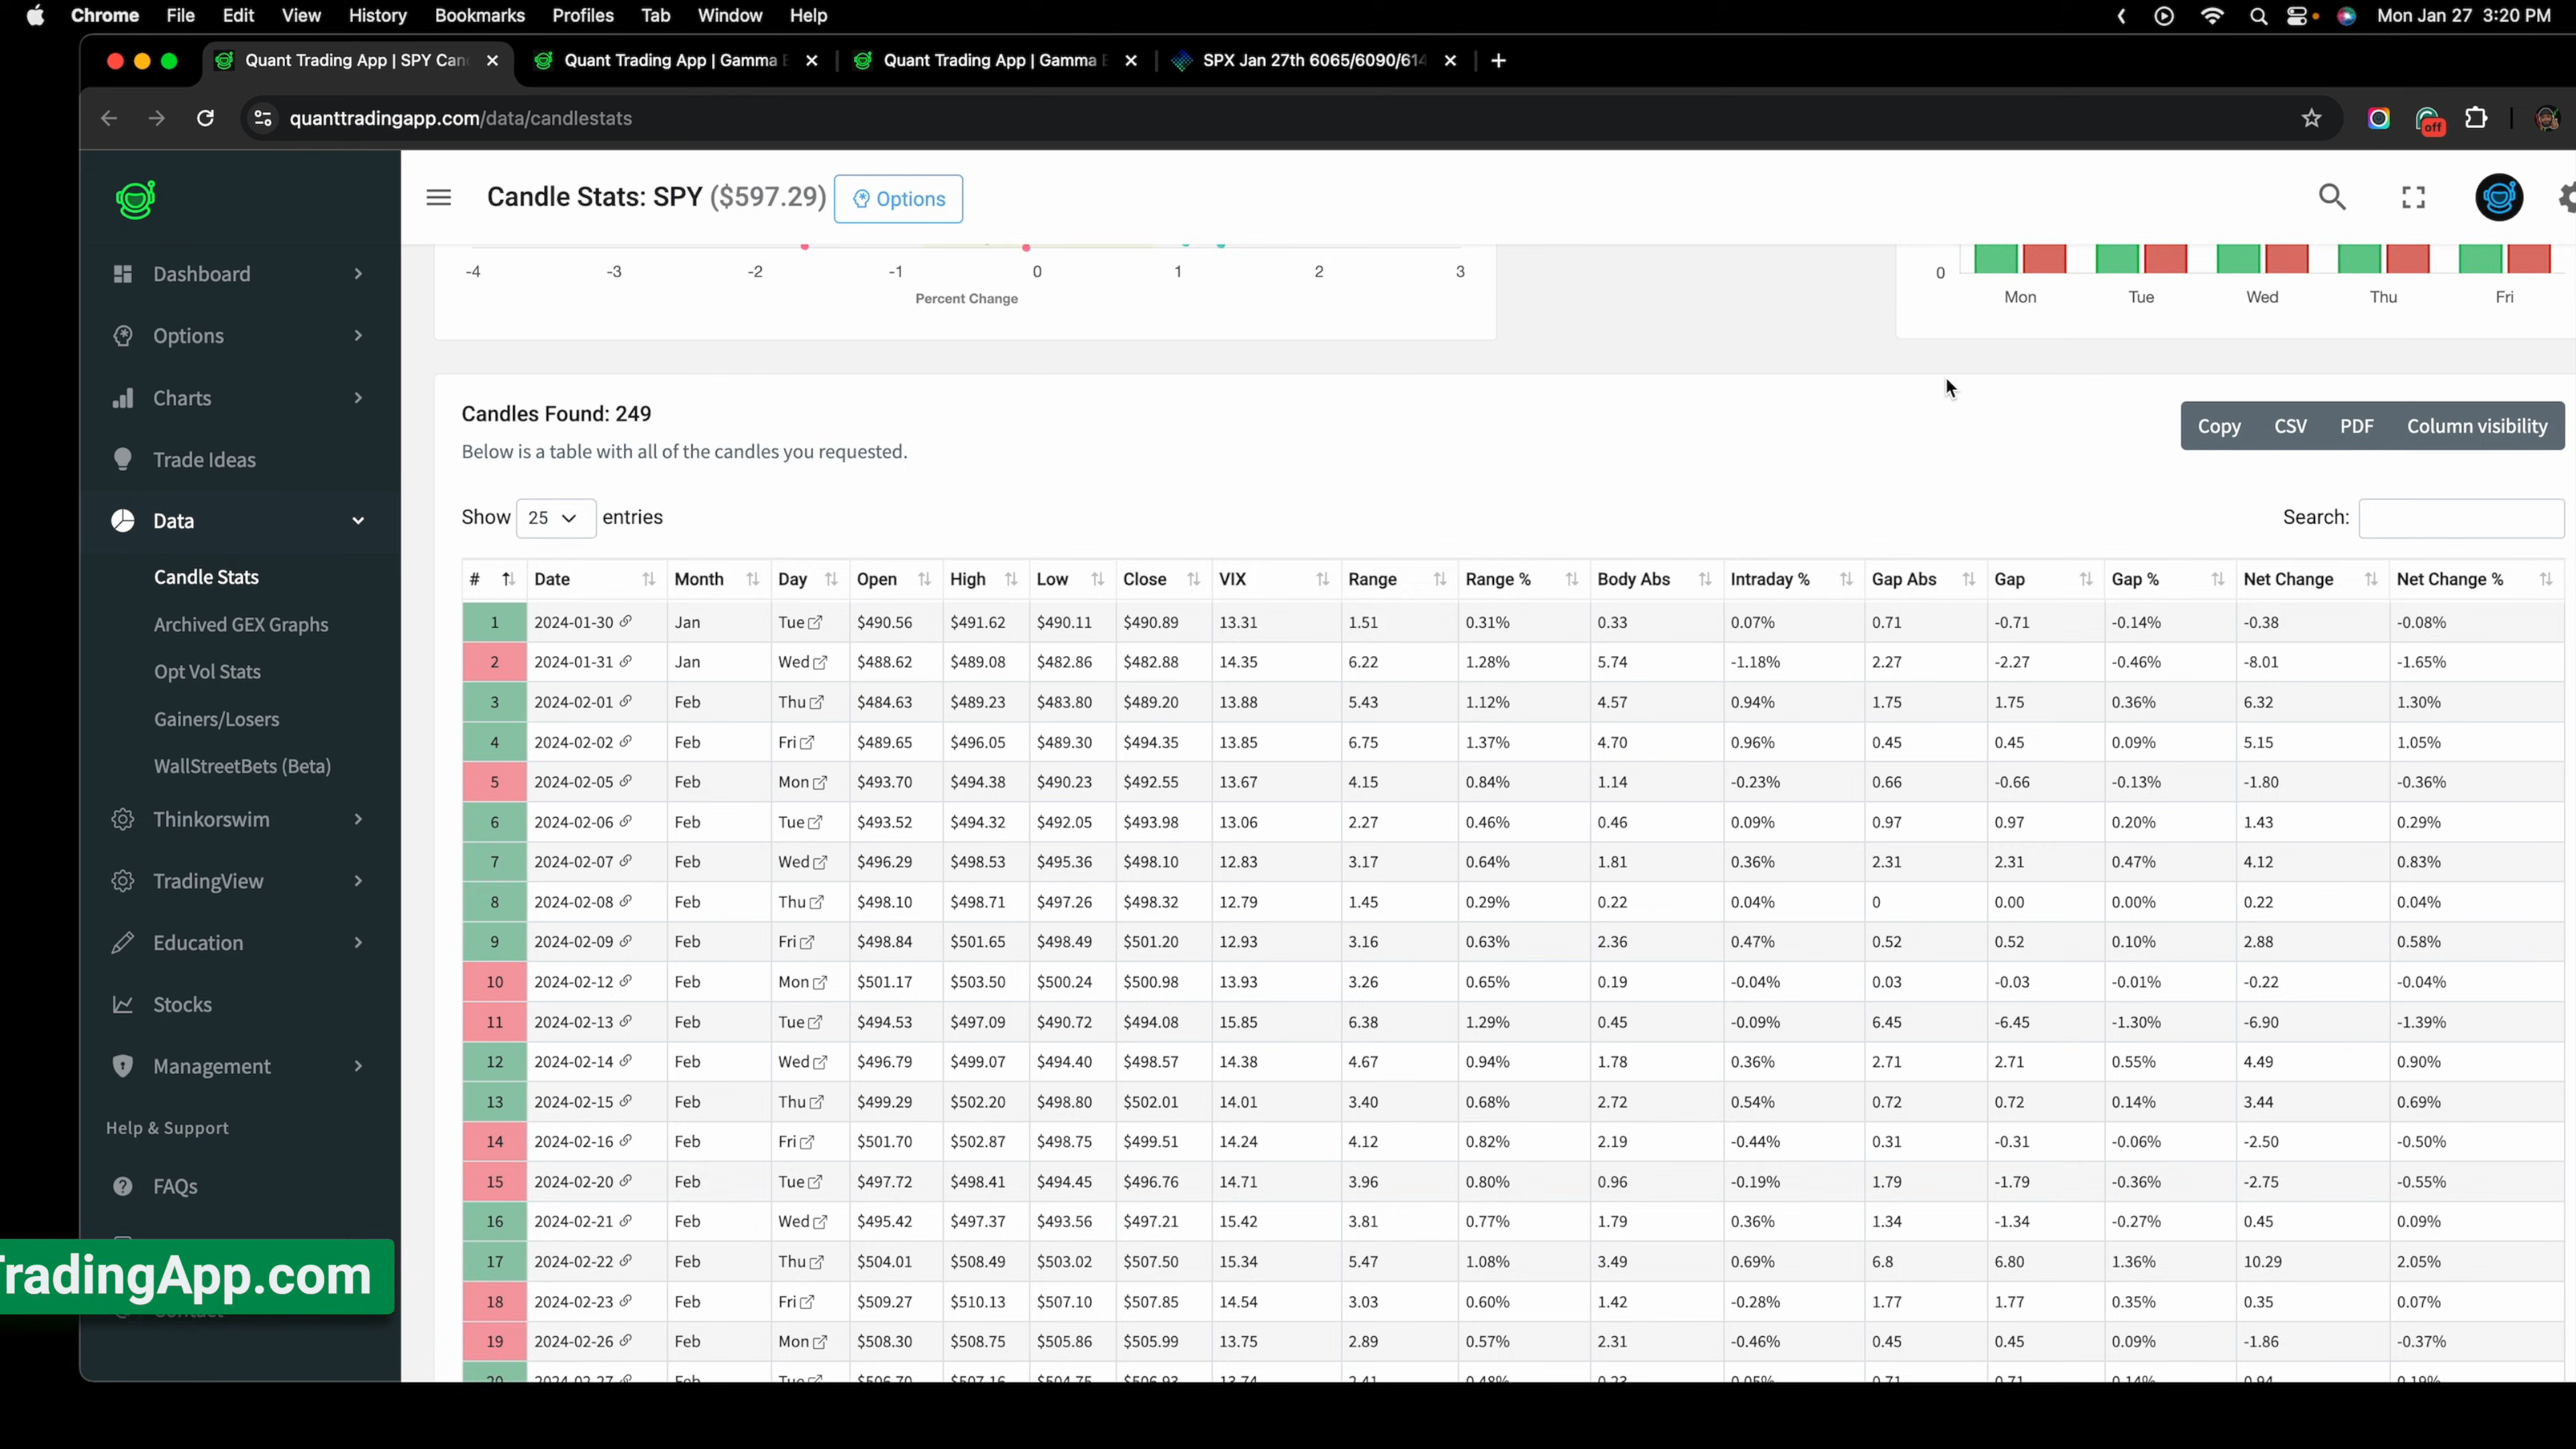 Chrome File Edit View History Bookmarks Profiles Tab Window Help Mon Jan 27 3:20 PM
Quant Trading App | SPY Can Quant Trading App | Gamma Quant Trading App | Gamma SPX Jan 27th 6065/6090/614
quanttradingapp.com/data/candlestats off
Candle Stats: SPY ($597.29) Options
Dashboard
Options
Charts
Trade Ideas
Data
Candle Stats
Archived GEX Graphs
Opt Vol Stats
Gainers/Losers
WallStreetBets (Beta)
Thinkorswim
TradingView
Education
Stocks
Management
Help & Support
FAQs
TradingApp.com
-4 -3 -2 -1 0 1 2 3
Percent Change
0
Mon Tue Wed Thu Fri
Candles Found: 249
Below is a table with all of the candles you requested.
Copy CSV PDF Column visibility
Show 25 entries
Search:
# Date Month Day Open High Low Close VIX Range Range % Body Abs Intraday % Gap Abs Gap Gap % Net Change Net Change %
1 2024-01-30 Jan Tue $490.56 $491.62 $490.11 $490.89 13.31 1.51 0.31% 0.33 0.07% 0.71 -0.71 -0.14% -0.38 -0.08%
2 2024-01-31 Jan Wed $488.62 $489.08 $482.86 $482.88 14.35 6.22 1.28% 5.74 -1.18% 2.27 -2.27 -0.46% -8.01 -1.65%
3 2024-02-01 Feb Thu $484.63 $489.23 $483.80 $489.20 13.88 5.43 1.12% 4.57 0.94% 1.75 1.75 0.36% 6.32 1.30%
4 2024-02-02 Feb Fri $489.65 $496.05 $489.30 $494.35 13.85 6.75 1.37% 4.70 0.96% 0.45 0.45 0.09% 5.15 1.05%
5 2024-02-05 Feb Mon $493.70 $494.38 $490.23 $492.55 13.67 4.15 0.84% 1.14 -0.23% 0.66 -0.66 -0.13% -1.80 -0.36%
6 2024-02-06 Feb Tue $493.52 $494.32 $492.05 $493.98 13.06 2.27 0.46% 0.46 0.09% 0.97 0.97 0.20% 1.43 0.29%
7 2024-02-07 Feb Wed $496.29 $498.53 $495.36 $498.10 12.83 3.17 0.64% 1.81 0.36% 2.31 2.31 0.47% 4.12 0.83%
8 2024-02-08 Feb Thu $498.10 $498.71 $497.26 $498.32 12.79 1.45 0.29% 0.22 0.04% 0 0.00 0.00% 0.22 0.04%
9 2024-02-09 Feb Fri $498.84 $501.65 $498.49 $501.20 12.93 3.16 0.63% 2.36 0.47% 0.52 0.52 0.10% 2.88 0.58%
10 2024-02-12 Feb Mon $501.17 $503.50 $500.24 $500.98 13.93 3.26 0.65% 0.19 -0.04% 0.03 -0.03 -0.01% -0.22 -0.04%
11 2024-02-13 Feb Tue $494.53 $497.09 $490.72 $494.08 15.85 6.38 1.29% 0.45 -0.09% 6.45 -6.45 -1.30% -6.90 -1.39%
12 2024-02-14 Feb Wed $496.79 $499.07 $494.40 $498.57 14.38 4.67 0.94% 1.78 0.36% 2.71 2.71 0.55% 4.49 0.90%
13 2024-02-15 Feb Thu $499.29 $502.20 $498.80 $502.01 14.01 3.40 0.68% 2.72 0.54% 0.72 0.72 0.14% 3.44 0.69%
14 2024-02-16 Feb Fri $501.70 $502.87 $498.75 $499.51 14.24 4.12 0.82% 2.19 -0.44% 0.31 -0.31 -0.06% -2.50 -0.50%
15 2024-02-20 Feb Tue $497.72 $498.41 $494.45 $496.76 14.71 3.96 0.80% 0.96 -0.19% 1.79 -1.79 -0.36% -2.75 -0.55%
16 2024-02-21 Feb Wed $495.42 $497.37 $493.56 $497.21 15.42 3.81 0.77% 1.79 0.36% 1.34 -1.34 -0.27% 0.45 0.09%
17 2024-02-22 Feb Thu $504.01 $508.49 $503.02 $507.50 15.34 5.47 1.08% 3.49 0.69% 6.8 6.80 1.36% 10.29 2.05%
18 2024-02-23 Feb Fri $509.27 $510.13 $507.10 $507.85 14.54 3.03 0.60% 1.42 -0.28% 1.77 1.77 0.35% 0.35 0.07%
19 2024-02-26 Feb Mon $508.30 $508.75 $505.86 $505.99 13.75 2.89 0.57% 2.31 -0.46% 0.45 0.45 0.09% -1.86 -0.37%